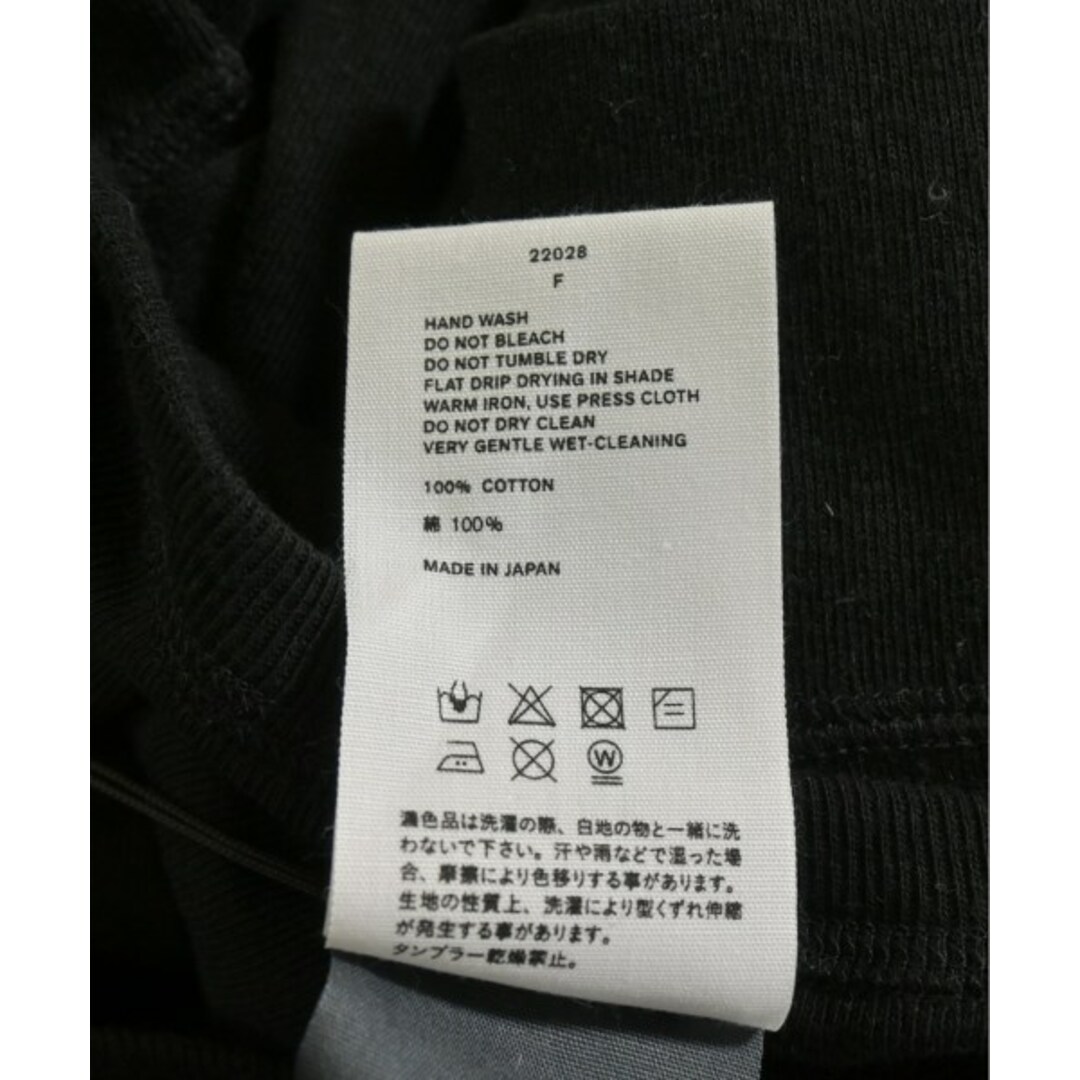 22028
F
HAND WASH
DO NOT BLEACH
DO NOT TUMBLE DRY
FLAT DRIP DRYING IN SHADE
WARM IRON, USE PRESS CLOTH
DO NOT DRY CLEAN
VERY GENTLE WET-CLEANING
100% COTTON
綿 100%
MADE IN JAPAN
W
濃色品は洗濯の際、白地の物と一緒に洗
わないで下さい。汗や雨などで湿った場
合、摩擦により色移りする事があります。
生地の性質上、洗濯により型くずれ伸縮
が発生する事があります。
タンブラー乾燥禁止。